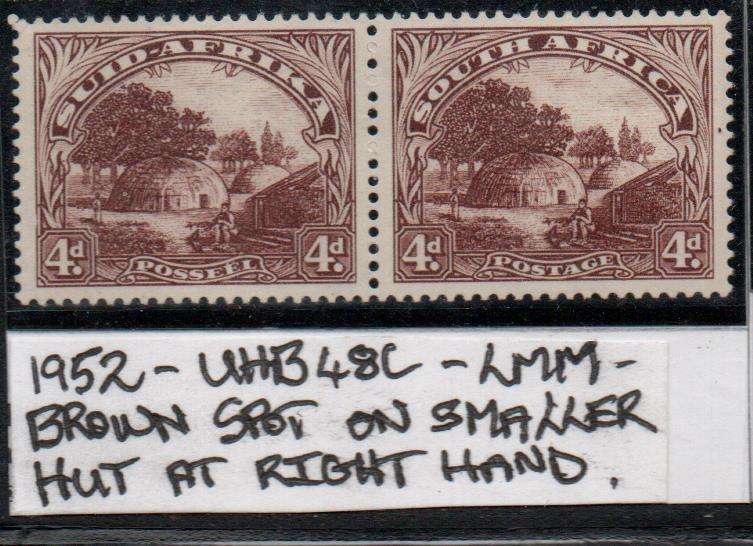 SUID-AFRIKA
4d.
POSSEEL
4d.
SOUTH AFRICA
4d.
POSTAGE
4d.
1952 - UHB48C - LMM -
BROWN SPOT ON SMALLER
HUT AT RIGHT HAND.